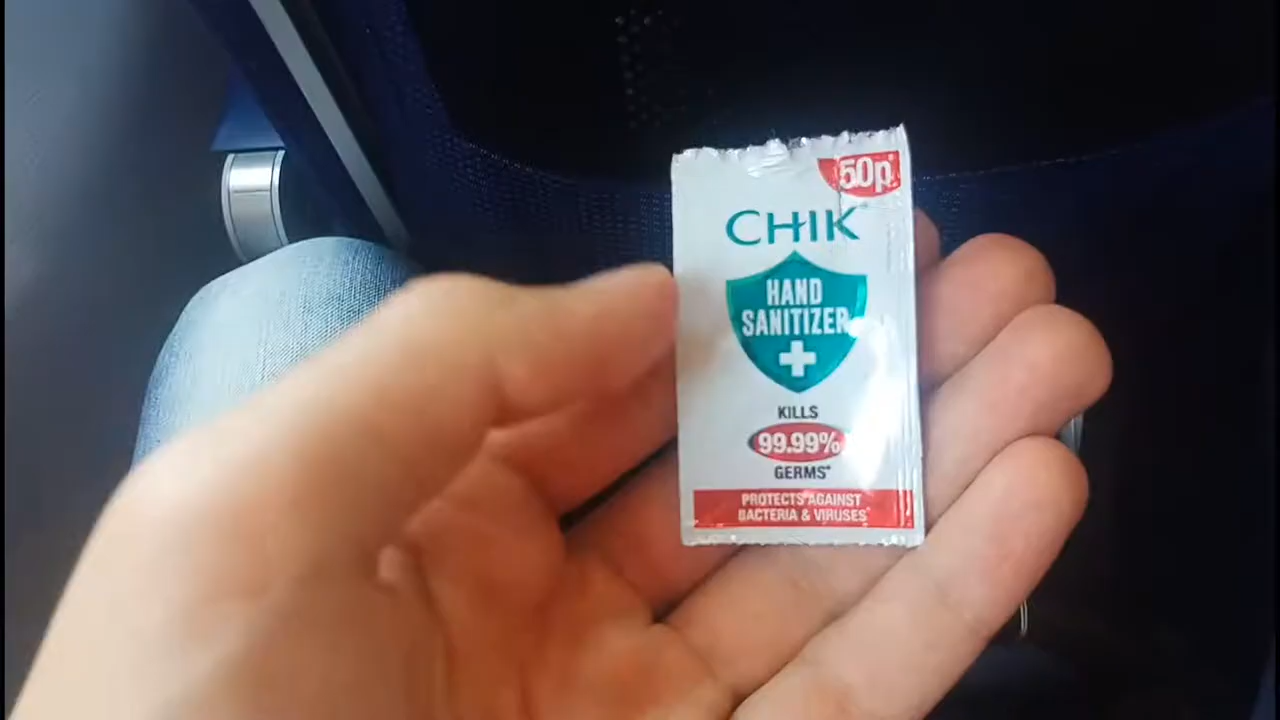 50p*
CHIK
HAND
SANITIZER
KILLS
99.99%
GERMS*
PROTECTS AGAINST
BACTERIA & VIRUSES*